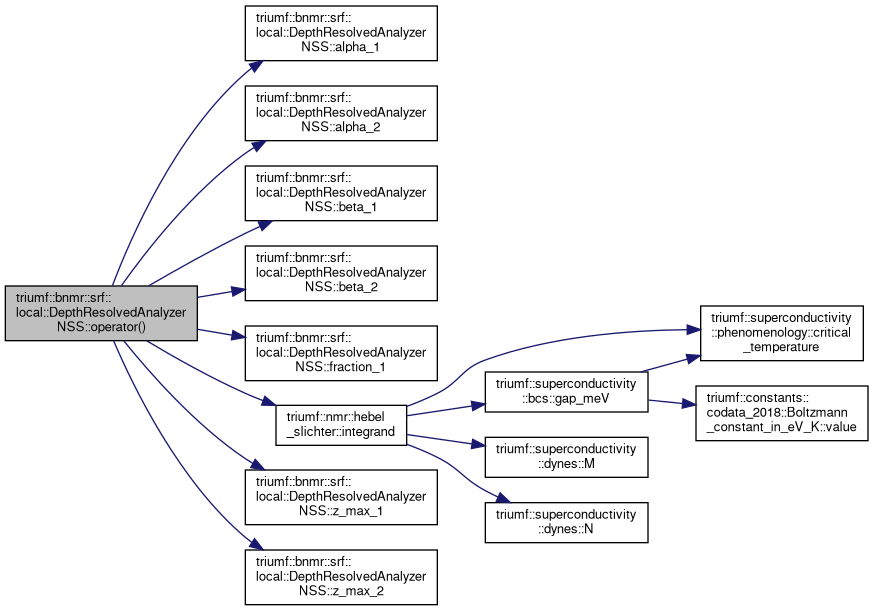 triumf::bnmr::srf::
local::DepthResolvedAnalyzer
NSS::operator()
triumf::bnmr::srf::
local::DepthResolvedAnalyzer
NSS::alpha_1
triumf::bnmr::srf::
local::DepthResolvedAnalyzer
NSS::alpha_2
triumf::bnmr::srf::
local::DepthResolvedAnalyzer
NSS::beta_1
triumf::bnmr::srf::
local::DepthResolvedAnalyzer
NSS::beta_2
triumf::bnmr::srf::
local::DepthResolvedAnalyzer
NSS::fraction_1
triumf::nmr::hebel
_slichter::integrand
triumf::bnmr::srf::
local::DepthResolvedAnalyzer
NSS::z_max_1
triumf::bnmr::srf::
local::DepthResolvedAnalyzer
NSS::z_max_2
triumf::superconductivity
::bcs::gap_meV
triumf::superconductivity
::dynes::M
triumf::superconductivity
::dynes::N
triumf::superconductivity
::phenomenology::critical
_temperature
triumf::constants::
codata_2018::Boltzmann
_constant_in_eV_K::value